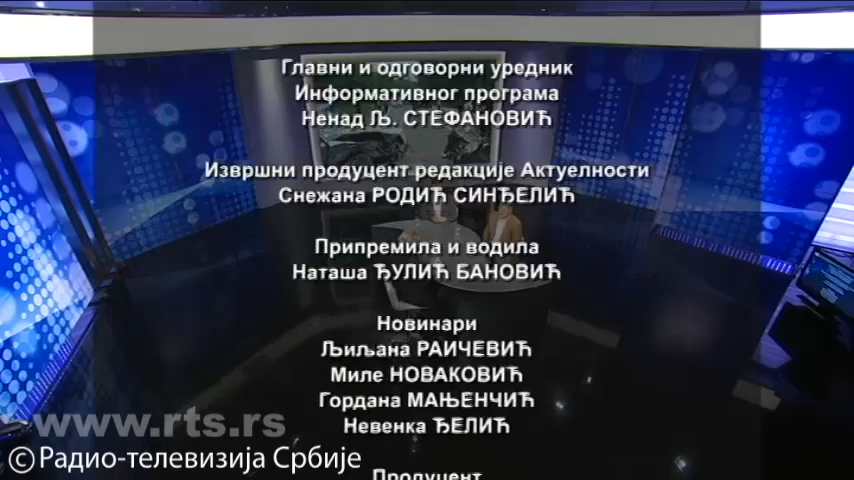 Главни и одговорни уредник
Информативног програма
Ненад Љ. СТЕФАНОВИЋ
Извршни продуцент редакције Актуелности
Снежана РОДИЋ СИНЂЕЛИЋ
Припремила и водила
Наташа ЂУЛИЋ БАНОВИЋ
Новинари
Љиљана РАИЧЕВИЋ
Миле НОВАКОВИЋ
Гордана МАЊЕНЧИЋ
Невенка ЂЕЛИЋ
www.rts.rs
©Радио-телевизија Србије
Продуцент